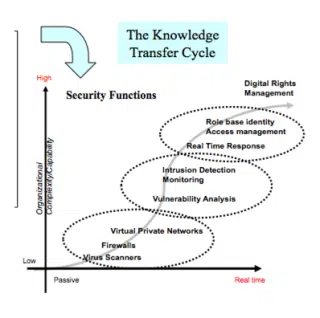 The Knowledge
Transfer Cycle
High
Security Functions
Digital Rights
Management
Role base identity
Access management
Real Time Response
Intrusion Detection
Monitoring
Vulnerability Analysis
Organizational
Complexity/Capability
Virtual Private Networks
Firewalls
Virus Scanners
Low
Passive
Real time